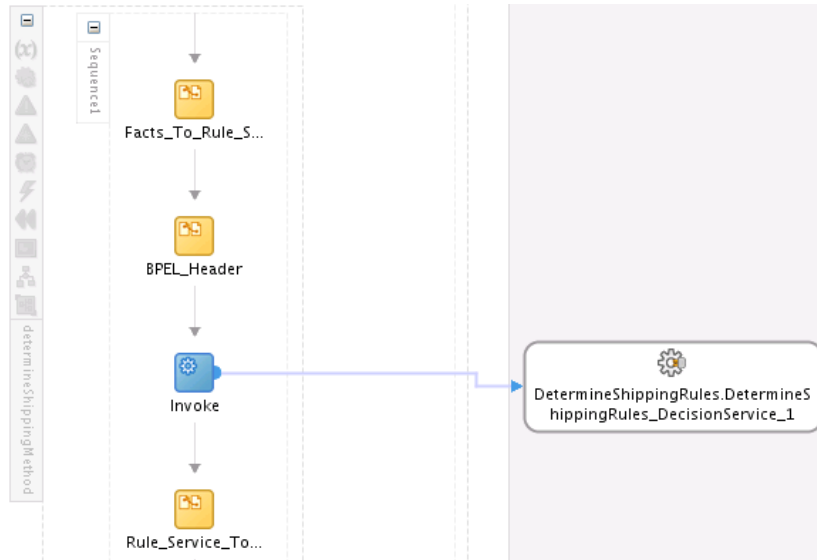 (x)
Sequence1
Facts_To_Rule_S...
BPEL_Header
Invoke
determineShippingMethod
DetermineShippingRules.DetermineS
hippingRules_DecisionService_1
Rule_Service_To...